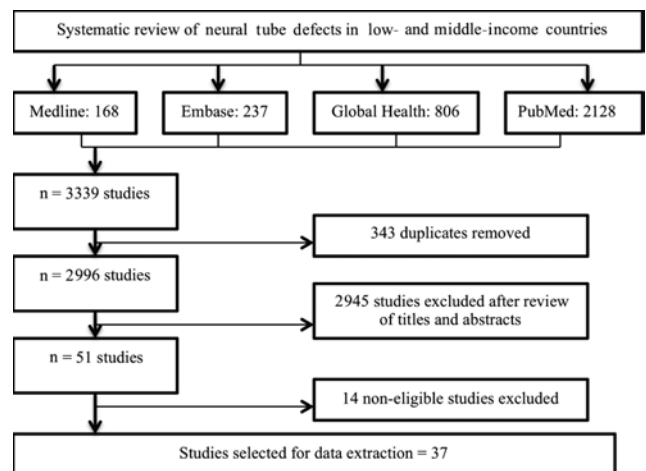 Systematic review of neural tube defects in low- and middle-income countries
Medline: 168
Embase: 237
Global Health: 806
PubMed: 2128
n = 3339 studies
343 duplicates removed
n = 2996 studies
2945 studies excluded after review
of titles and abstracts
n = 51 studies
14 non-eligible studies excluded
Studies selected for data extraction = 37